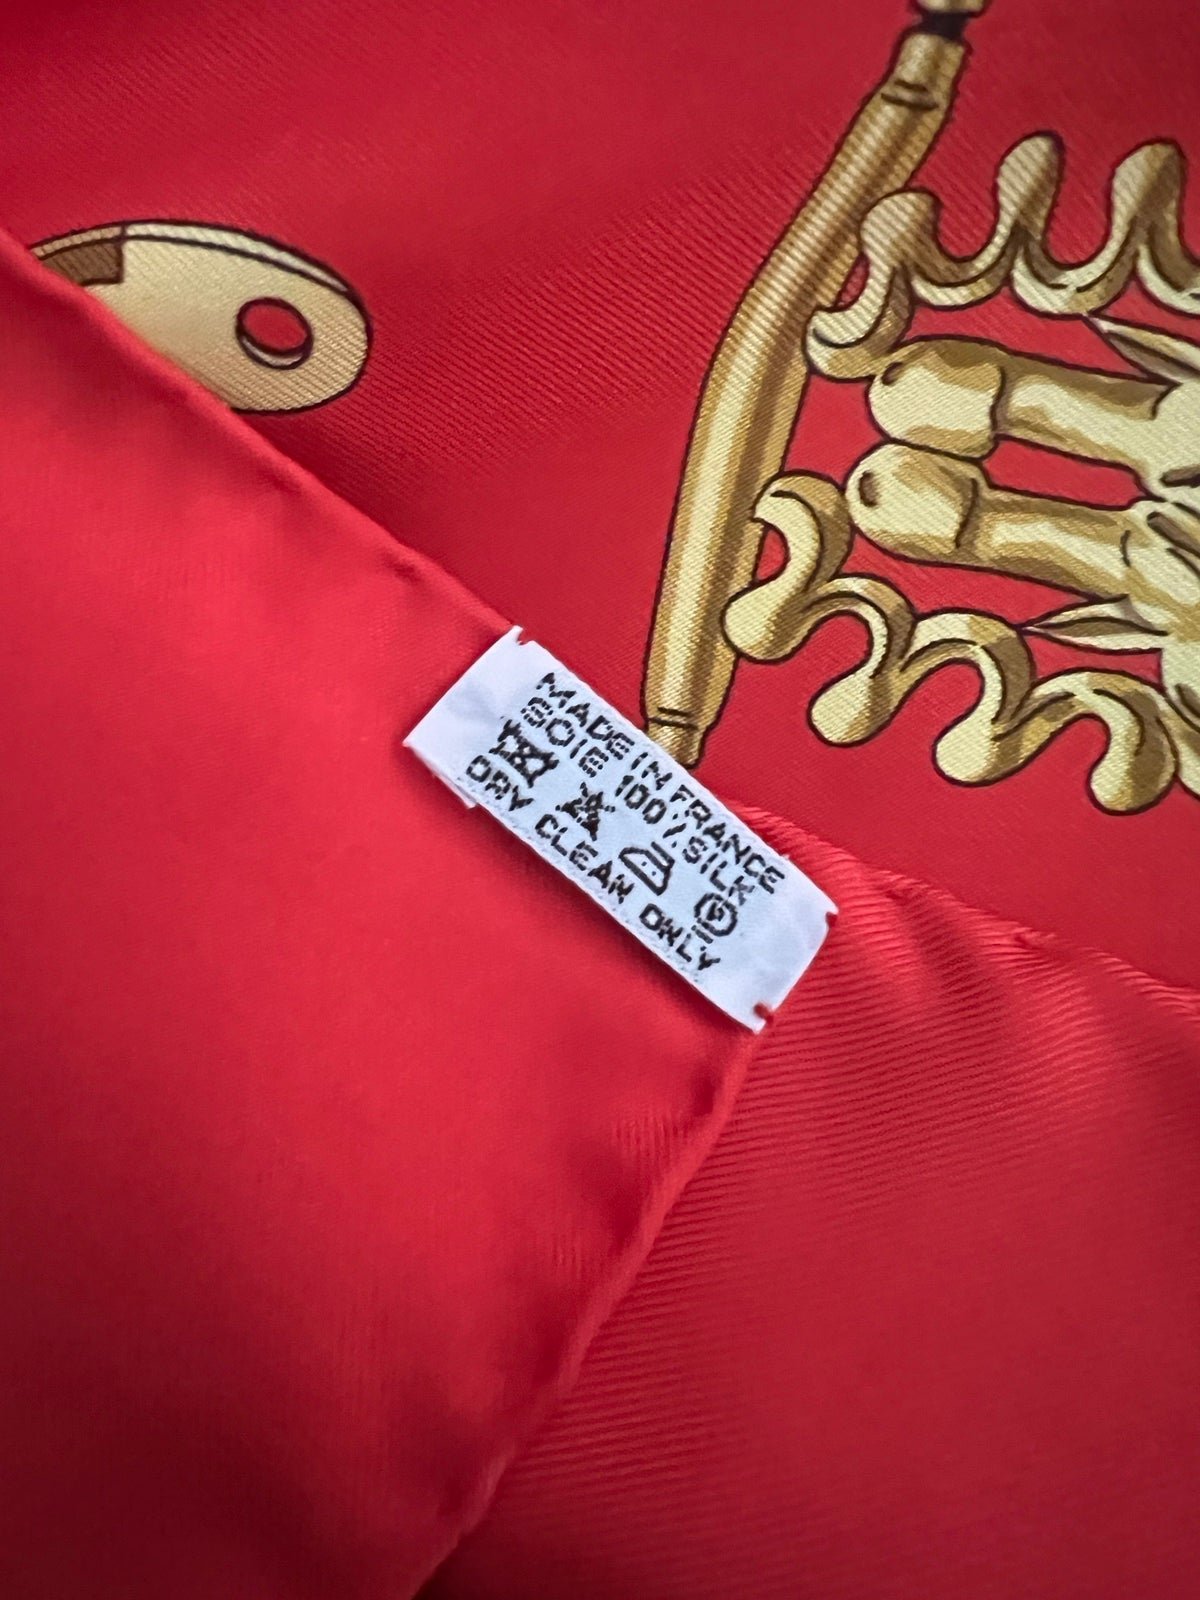 MADE IN FRANCE
SOIE 100% SILK
P
DRY CLEAN ONLY